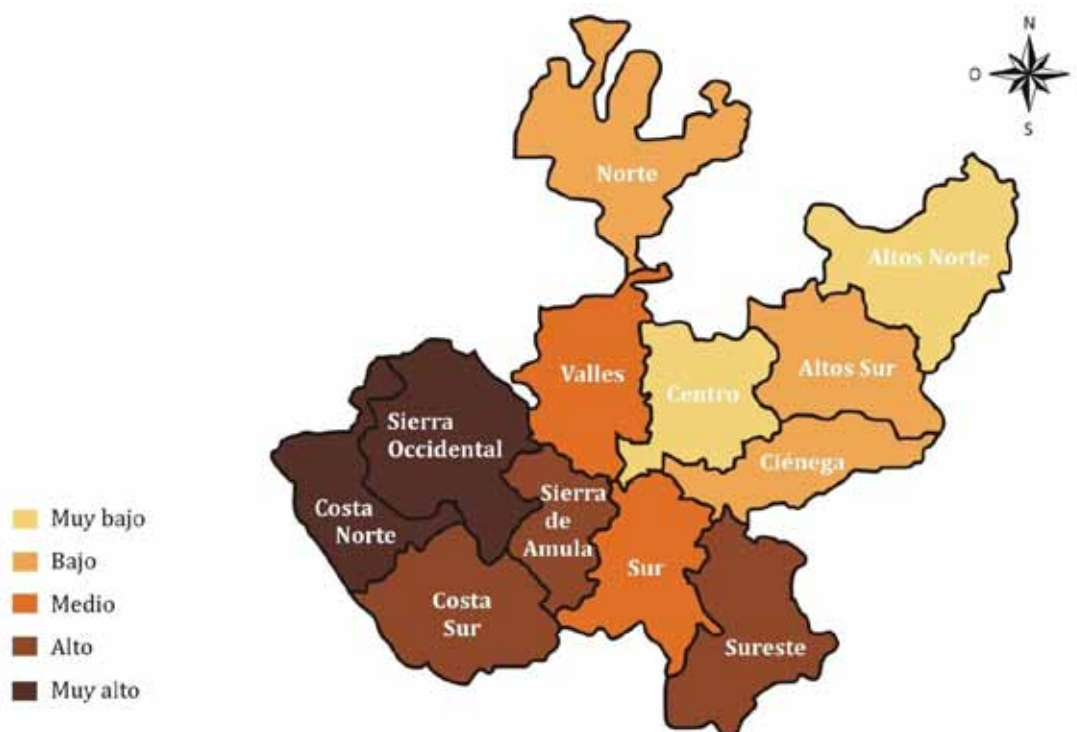 N
O
S
Norte
Altos Norte
Valles
Altos Sur
Centro
Sierra
Occidental
Ciénega
Sierra
de
Amula
Costa
Norte
Sur
Costa
Sur
Sureste
Muy bajo
Bajo
Medio
Alto
Muy alto